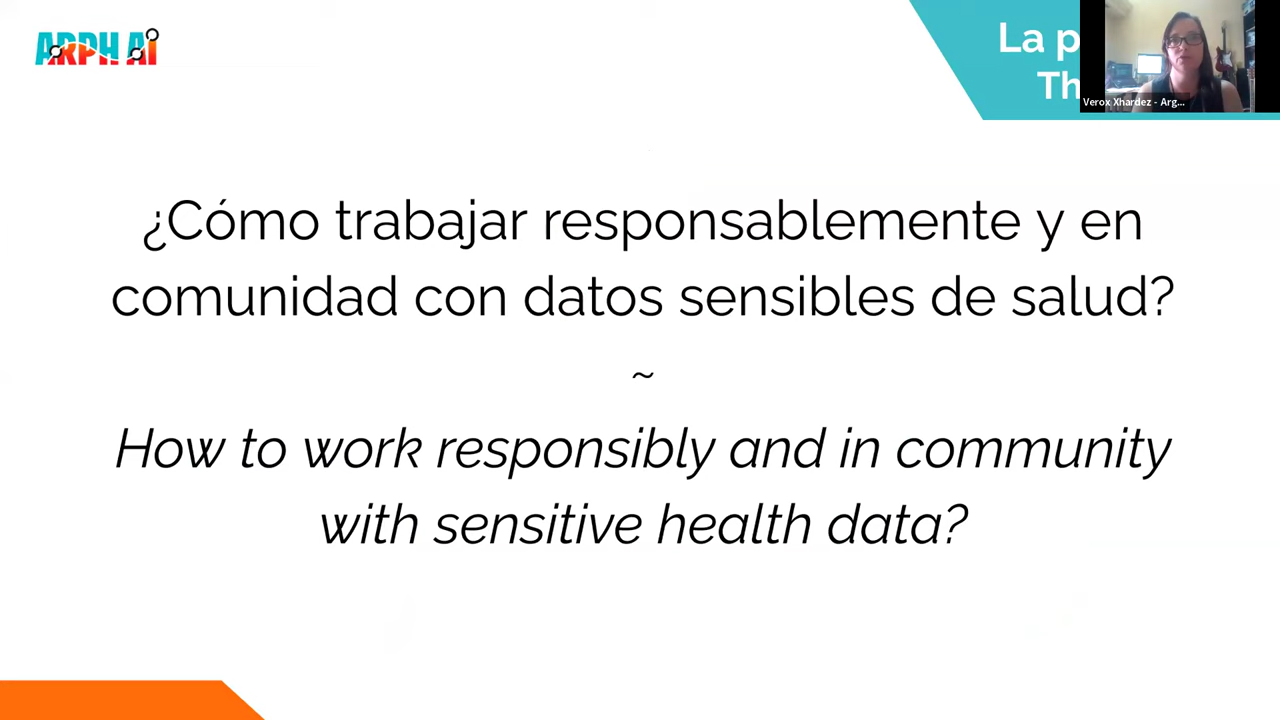 ARPH Ai
La p
Th
Verox Xhardez - Arg...
¿Cómo trabajar responsablemente y en
comunidad con datos sensibles de salud?
~
How to work responsibly and in community
with sensitive health data?